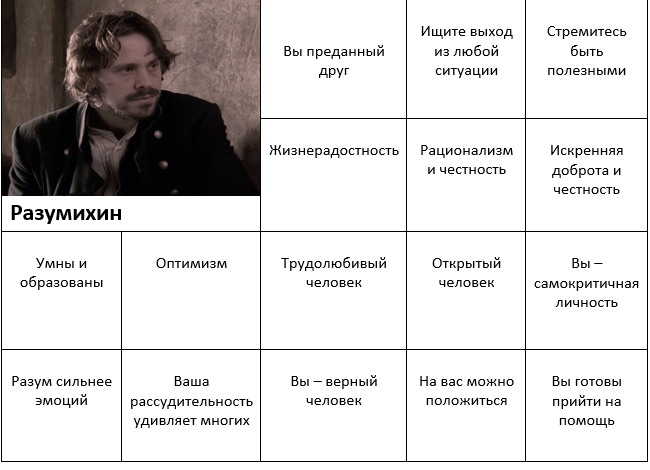 Вы преданный
друг
Ищите выход
из любой
ситуации
Стремитесь
быть
полезными
Жизнерадостность
Рационализм
и честность
Искренняя
доброта и
честность
Разумихин
Умны и
образованы
Оптимизм
Трудолюбивый
человек
Открытый
человек
Вы –
самокритичная
личность
Разум сильнее
эмоций
Ваша
рассудительность
удивляет многих
Вы – верный
человек
На вас можно
положиться
Вы готовы
прийти на
помощь